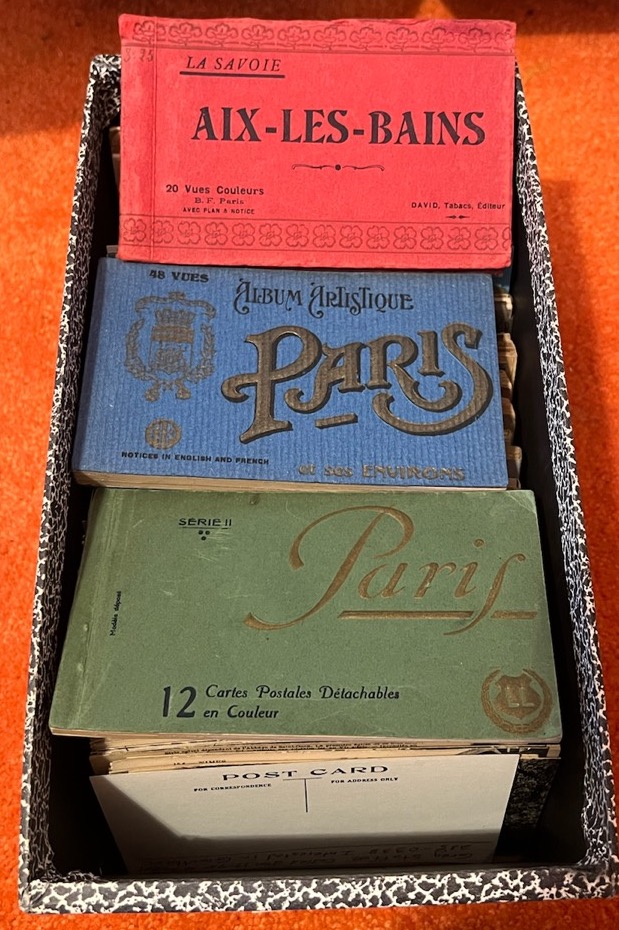 LA SAVOIE
AIX-LES-BAINS
20 Vues Couleurs
B. F. Paris
AVEC PLAN & NOTICE
DAVID, Tabacs, Éditeur
48 VUES
ALBUM ARTISTIQUE
PARIS
NOTICES IN ENGLISH AND FRENCH
et ses ENVIRONS
SÉRIE II
Paris
Modèle déposé
12 Cartes Postales Détachables
en Couleur
LL
POST CARD
FOR CORRESPONDENCE
FOR ADDRESS ONLY